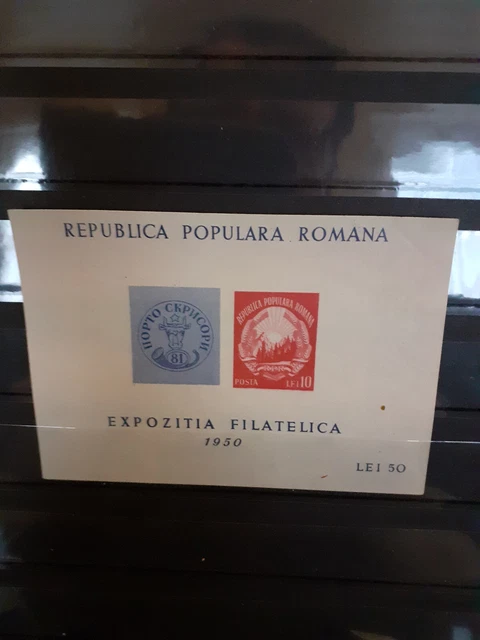 REPUBLICA POPULARA ROMANA
ПОРТО СКРИСОРИ
81
REPUBLICA POPULARA ROMANA
POSTA LEI 10
EXPOZITIA FILATELICA
1950
LEI 50